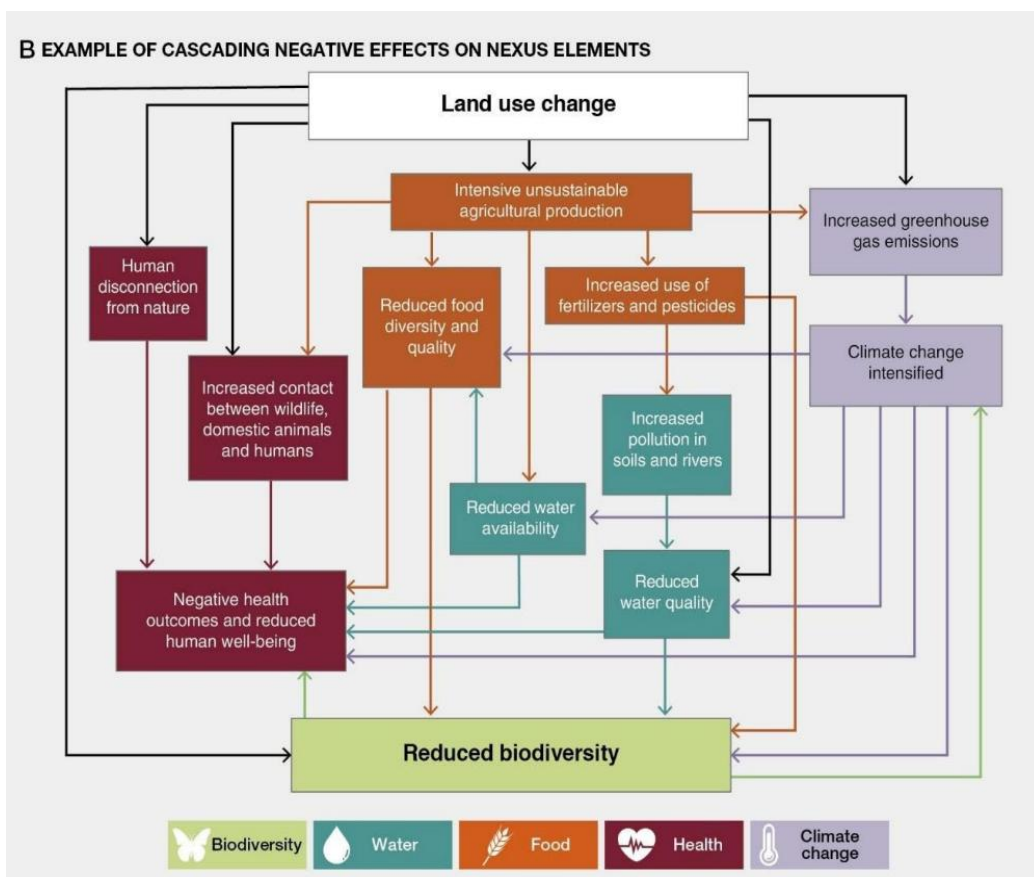 B EXAMPLE OF CASCADING NEGATIVE EFFECTS ON NEXUS ELEMENTS
Land use change
Intensive unsustainable
agricultural production
Increased greenhouse
gas emissions
Human
disconnection
from nature
Reduced food
diversity and
quality
Increased use of
fertilizers and pesticides
Climate change
intensified
Increased contact
between wildlife,
domestic animals
and humans
Increased
pollution in
soils and rivers
Reduced water
availability
Reduced
water quality
Negative health
outcomes and reduced
human well-being
Reduced biodiversity
Biodiversity
Water
Food
Health
Climate
change